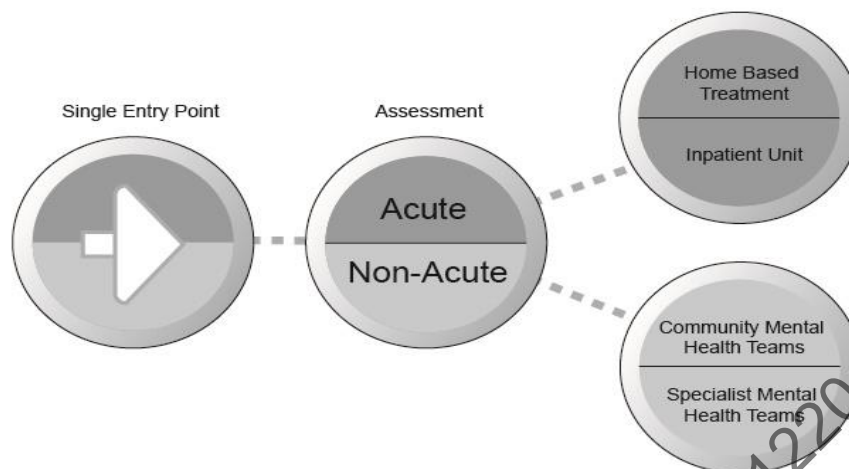 Single Entry Point
Assessment
Acute
Non-Acute
Home Based
Treatment
Inpatient Unit
Community Mental
Health Teams
Specialist Mental
Health Teams
1220